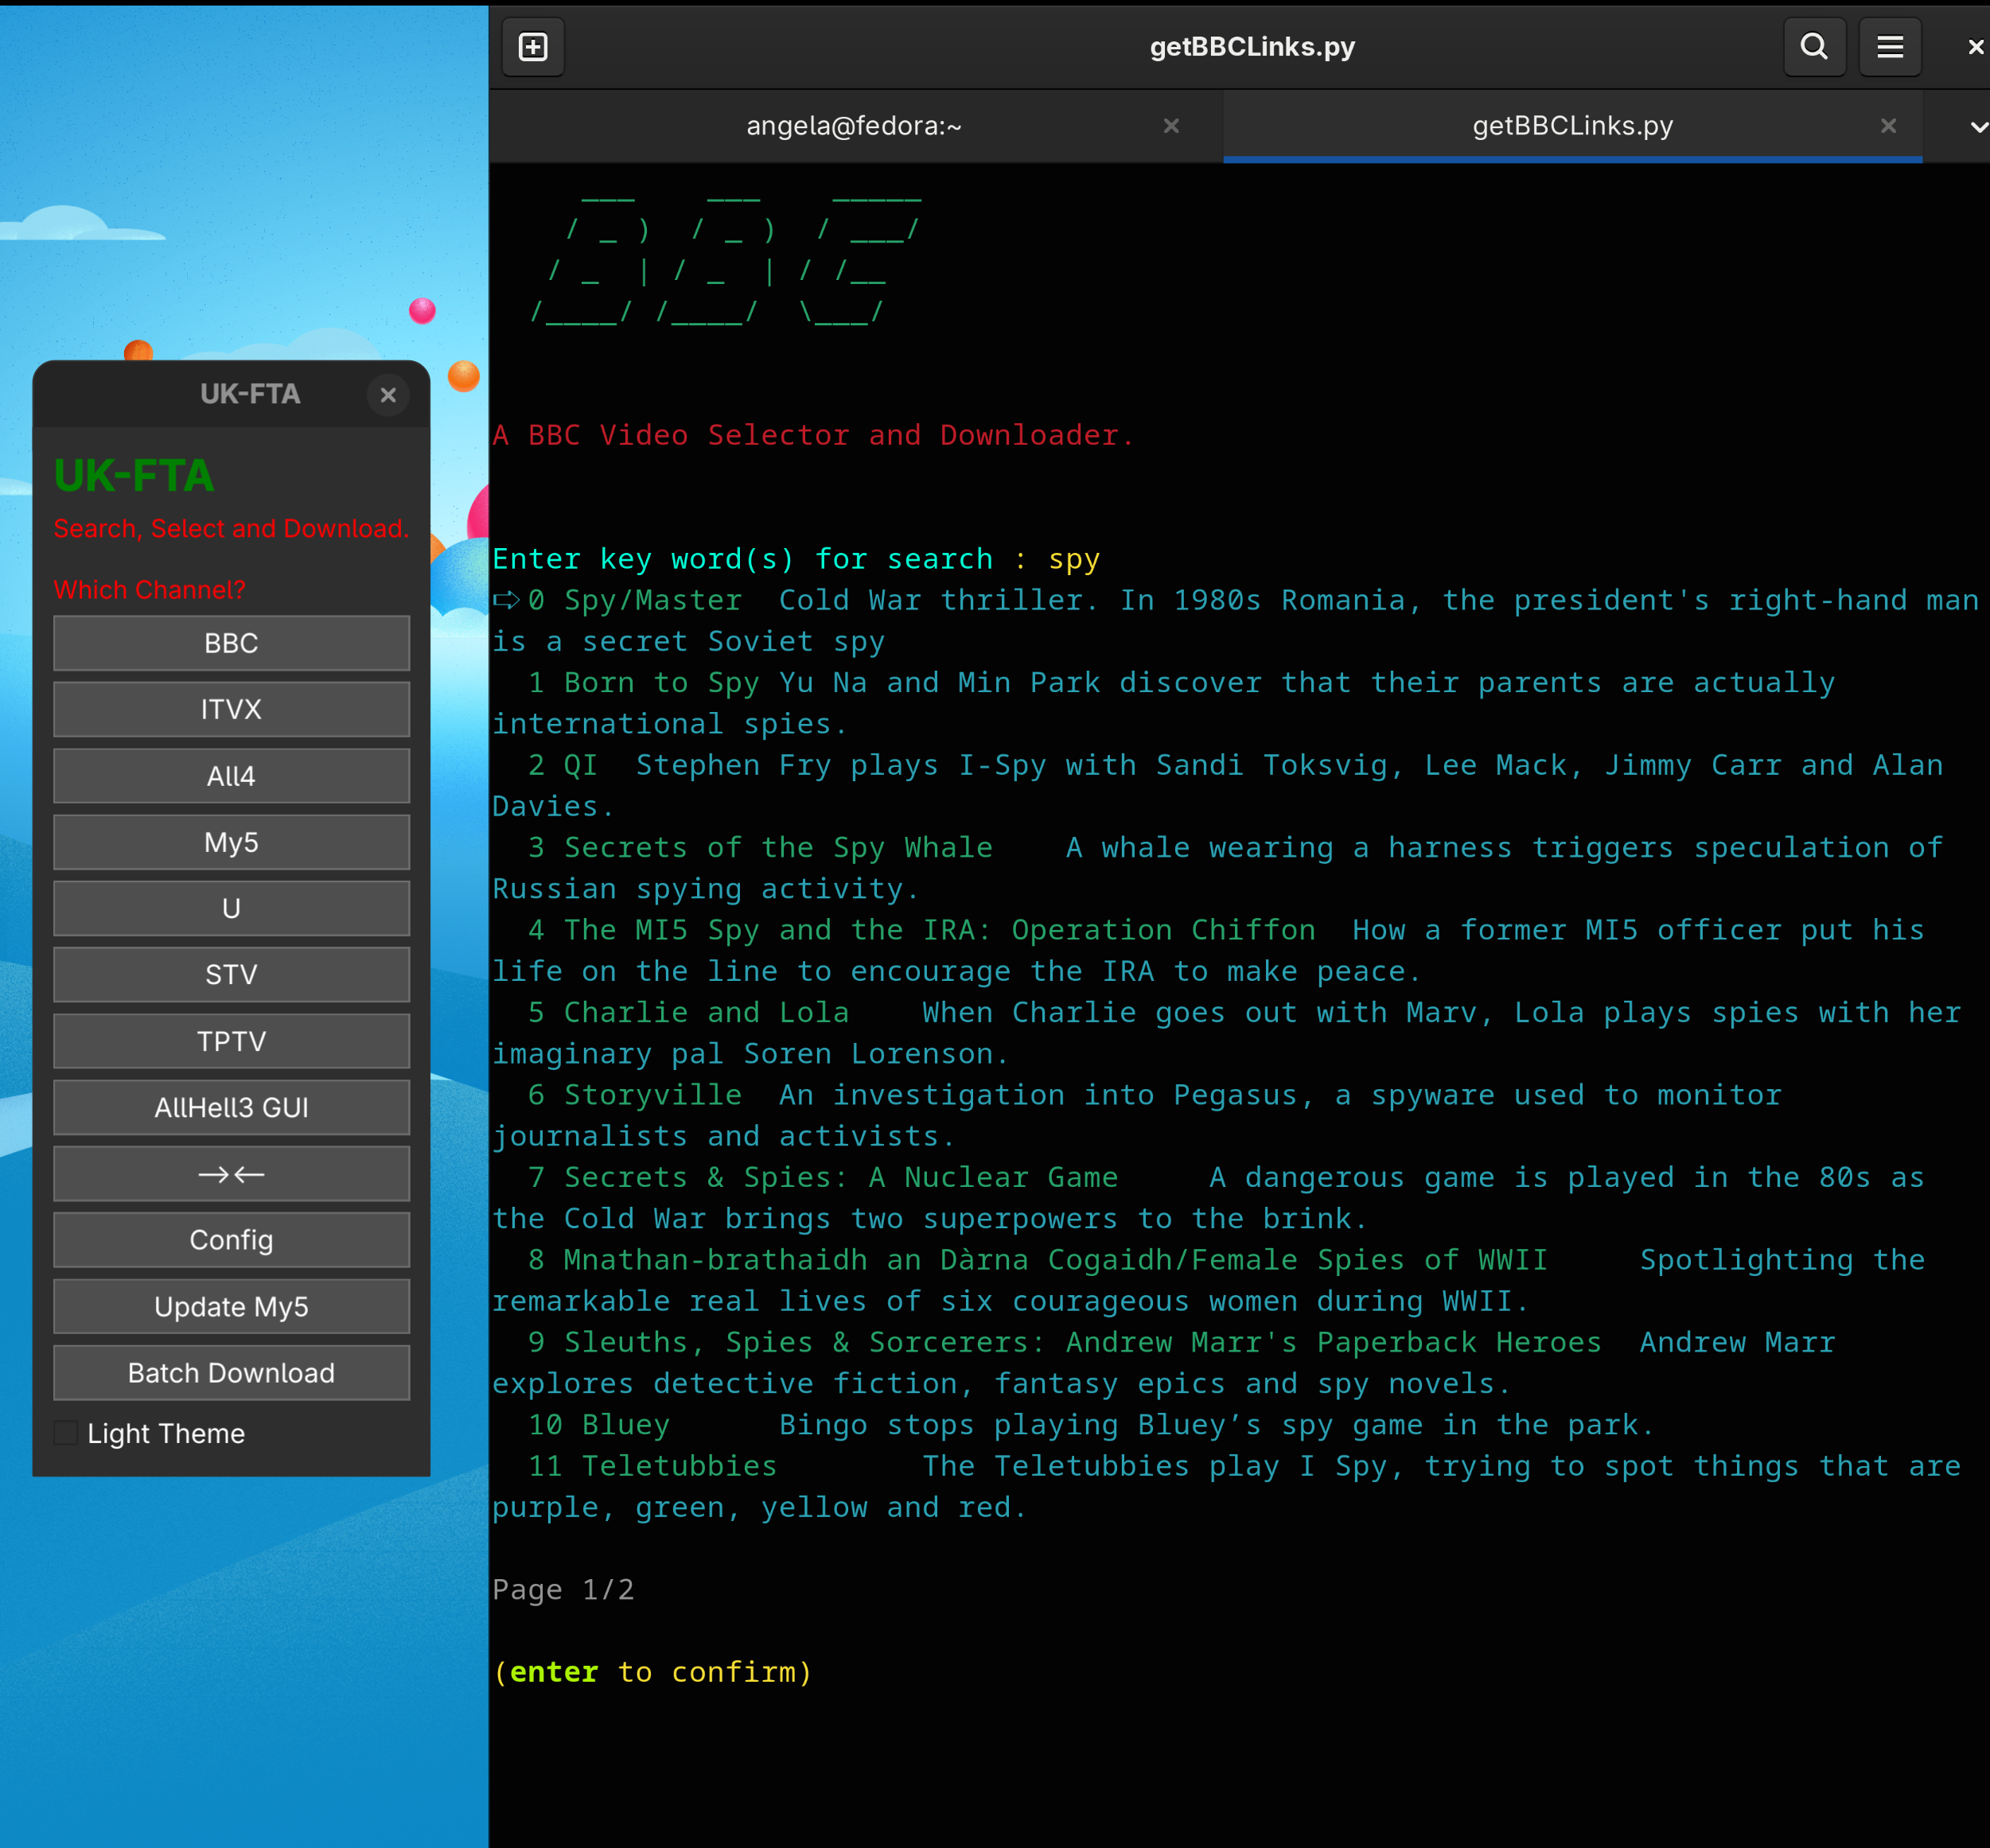 UK-FTA
UK-FTA
Search, Select and Download.
Which Channel?
BBC
ITVX
All4
My5
U
STV
TPTV
AllHell3 GUI
→←
Config
Update My5
Batch Download
Light Theme
getBBCLinks.py
angela@fedora:~
getBBCLinks.py
BBC
A BBC Video Selector and Downloader.
Enter key word(s) for search : spy
⇨0 Spy/Master  Cold War thriller. In 1980s Romania, the president's right-hand man
is a secret Soviet spy
1 Born to Spy Yu Na and Min Park discover that their parents are actually
international spies.
2 QI  Stephen Fry plays I-Spy with Sandi Toksvig, Lee Mack, Jimmy Carr and Alan
Davies.
3 Secrets of the Spy Whale    A whale wearing a harness triggers speculation of
Russian spying activity.
4 The MI5 Spy and the IRA: Operation Chiffon  How a former MI5 officer put his
life on the line to encourage the IRA to make peace.
5 Charlie and Lola    When Charlie goes out with Marv, Lola plays spies with her
imaginary pal Soren Lorenson.
6 Storyville  An investigation into Pegasus, a spyware used to monitor
journalists and activists.
7 Secrets & Spies: A Nuclear Game     A dangerous game is played in the 80s as
the Cold War brings two superpowers to the brink.
8 Mnathan-brathaidh an Dàrna Cogaidh/Female Spies of WWII     Spotlighting the
remarkable real lives of six courageous women during WWII.
9 Sleuths, Spies & Sorcerers: Andrew Marr's Paperback Heroes  Andrew Marr
explores detective fiction, fantasy epics and spy novels.
10 Bluey      Bingo stops playing Bluey’s spy game in the park.
11 Teletubbies        The Teletubbies play I Spy, trying to spot things that are
purple, green, yellow and red.
Page 1/2
(enter to confirm)